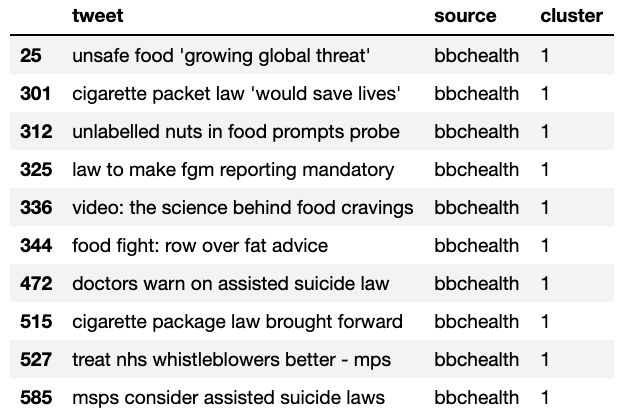 tweet source cluster
25 unsafe food 'growing global threat' bbchealth 1
301 cigarette packet law 'would save lives' bbchealth 1
312 unlabelled nuts in food prompts probe bbchealth 1
325 law to make fgm reporting mandatory bbchealth 1
336 video: the science behind food cravings bbchealth 1
344 food fight: row over fat advice bbchealth 1
472 doctors warn on assisted suicide law bbchealth 1
515 cigarette package law brought forward bbchealth 1
527 treat nhs whistleblowers better - mps bbchealth 1
585 msps consider assisted suicide laws bbchealth 1